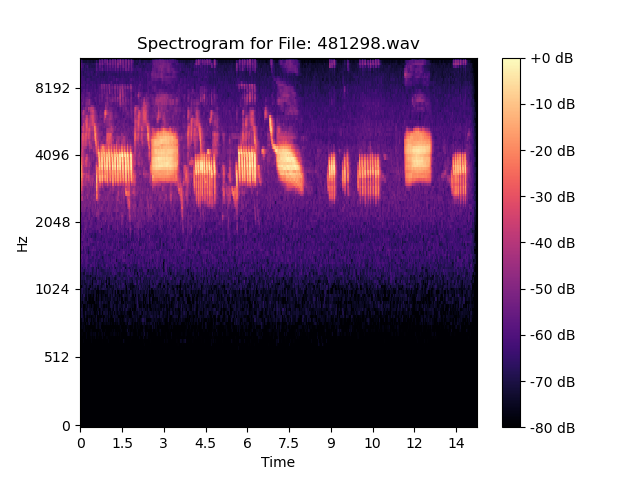 Spectrogram for File: 481298.wav
+0 dB
8192
-10 dB
4096
-20 dB
-30 dB
2048
-40 dB
Hz
-50 dB
1024
-60 dB
512
-70 dB
0
-80 dB
0 1.5 3 4.5 6 7.5 9 10 12 14
Time